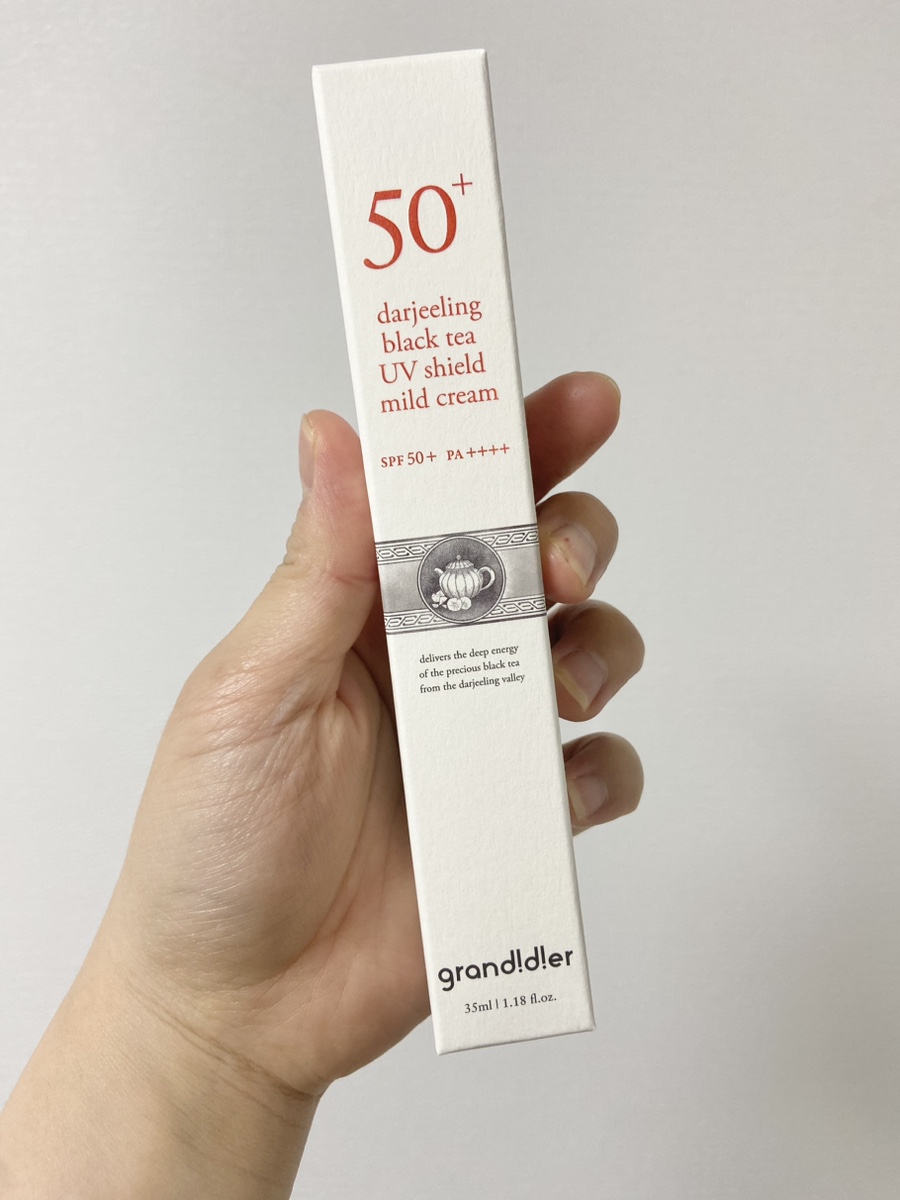 50+
darjeeling
black tea
UV shield
mild cream
SPF 50+ PA++++
delivers the deep energy
of the precious black tea
from the darjeeling valley
grand!d!er
35ml | 1.18 fl.oz.